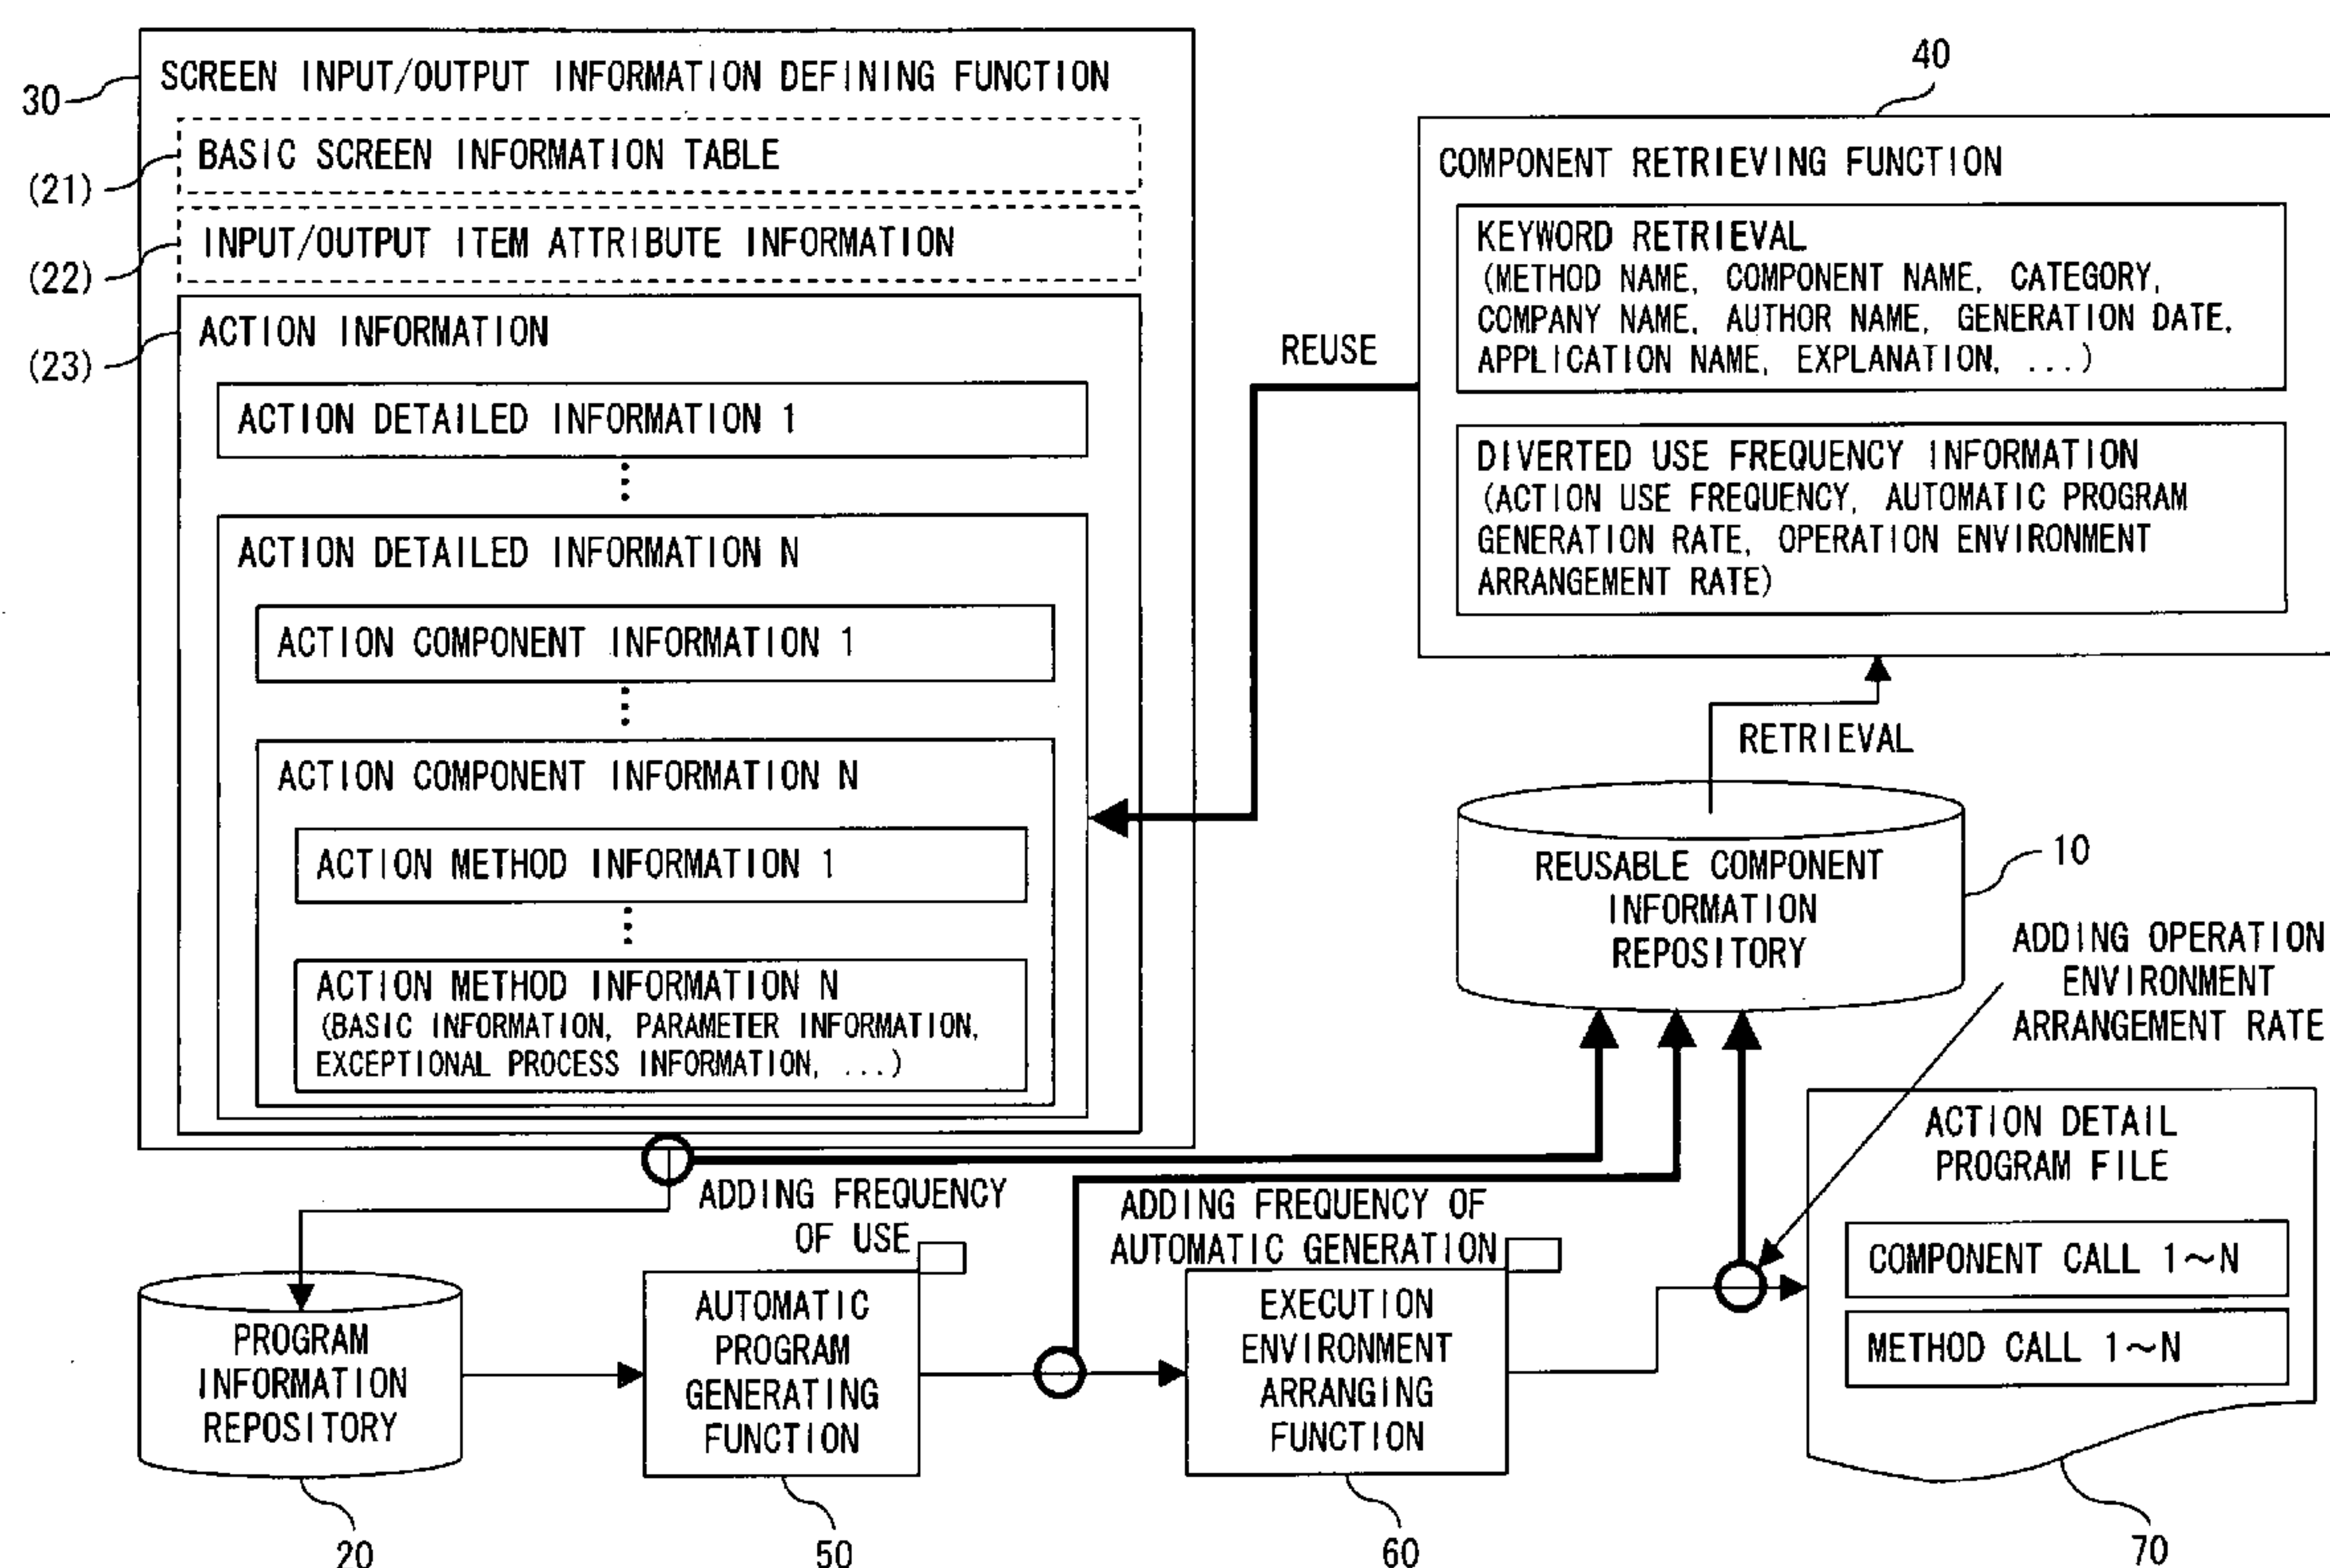 30
SCREEN INPUT/OUTPUT INFORMATION DEFINING FUNCTION
(21)
BASIC SCREEN INFORMATION TABLE
(22)
INPUT/OUTPUT ITEM ATTRIBUTE INFORMATION
(23)
ACTION INFORMATION
ACTION DETAILED INFORMATION 1
ACTION DETAILED INFORMATION N
ACTION COMPONENT INFORMATION 1
ACTION COMPONENT INFORMATION N
ACTION METHOD INFORMATION 1
ACTION METHOD INFORMATION N
(BASIC INFORMATION, PARAMETER INFORMATION,
EXCEPTIONAL PROCESS INFORMATION, ...)
REUSE
40
COMPONENT RETRIEVING FUNCTION
KEYWORD RETRIEVAL
(METHOD NAME, COMPONENT NAME, CATEGORY,
COMPANY NAME, AUTHOR NAME, GENERATION DATE,
APPLICATION NAME, EXPLANATION, ...)
DIVERTED USE FREQUENCY INFORMATION
(ACTION USE FREQUENCY, AUTOMATIC PROGRAM
GENERATION RATE, OPERATION ENVIRONMENT
ARRANGEMENT RATE)
RETRIEVAL
REUSABLE COMPONENT
INFORMATION
REPOSITORY
10
ADDING OPERATION
ENVIRONMENT
ARRANGEMENT RATE
ADDING FREQUENCY
OF USE
ADDING FREQUENCY OF
AUTOMATIC GENERATION
PROGRAM
INFORMATION
REPOSITORY
20
AUTOMATIC
PROGRAM
GENERATING
FUNCTION
50
EXECUTION
ENVIRONMENT
ARRANGING
FUNCTION
60
ACTION DETAIL
PROGRAM FILE
COMPONENT CALL 1～N
METHOD CALL 1～N
70